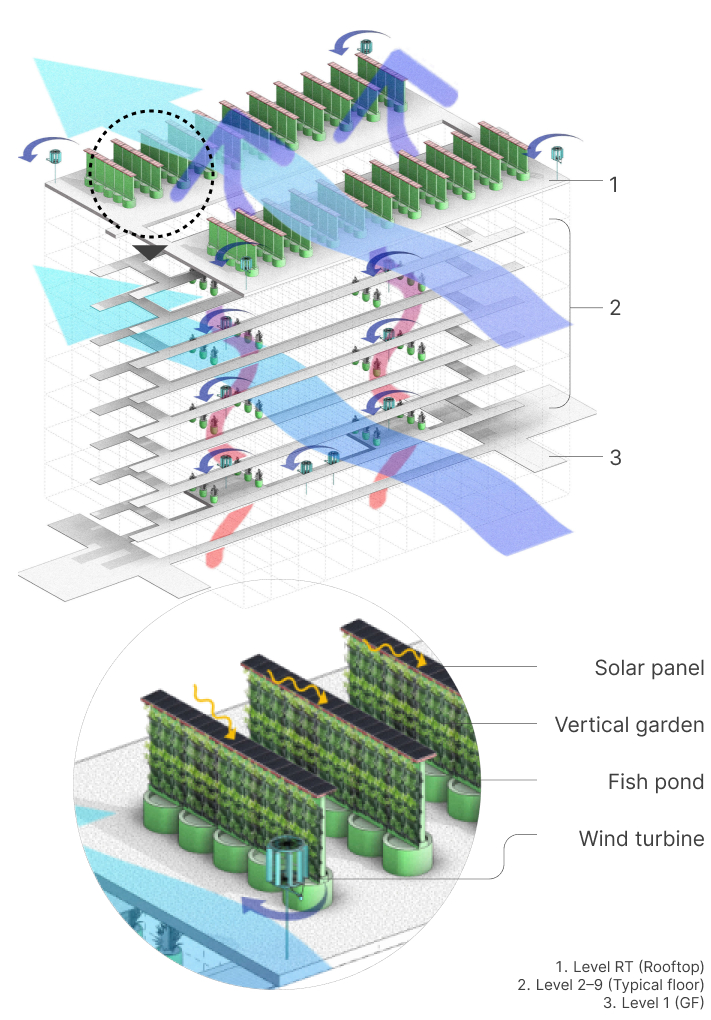 1
2
3
Solar panel
Vertical garden
Fish pond
Wind turbine
1. Level RT (Rooftop)
2. Level 2–9 (Typical floor)
3. Level 1 (GF)